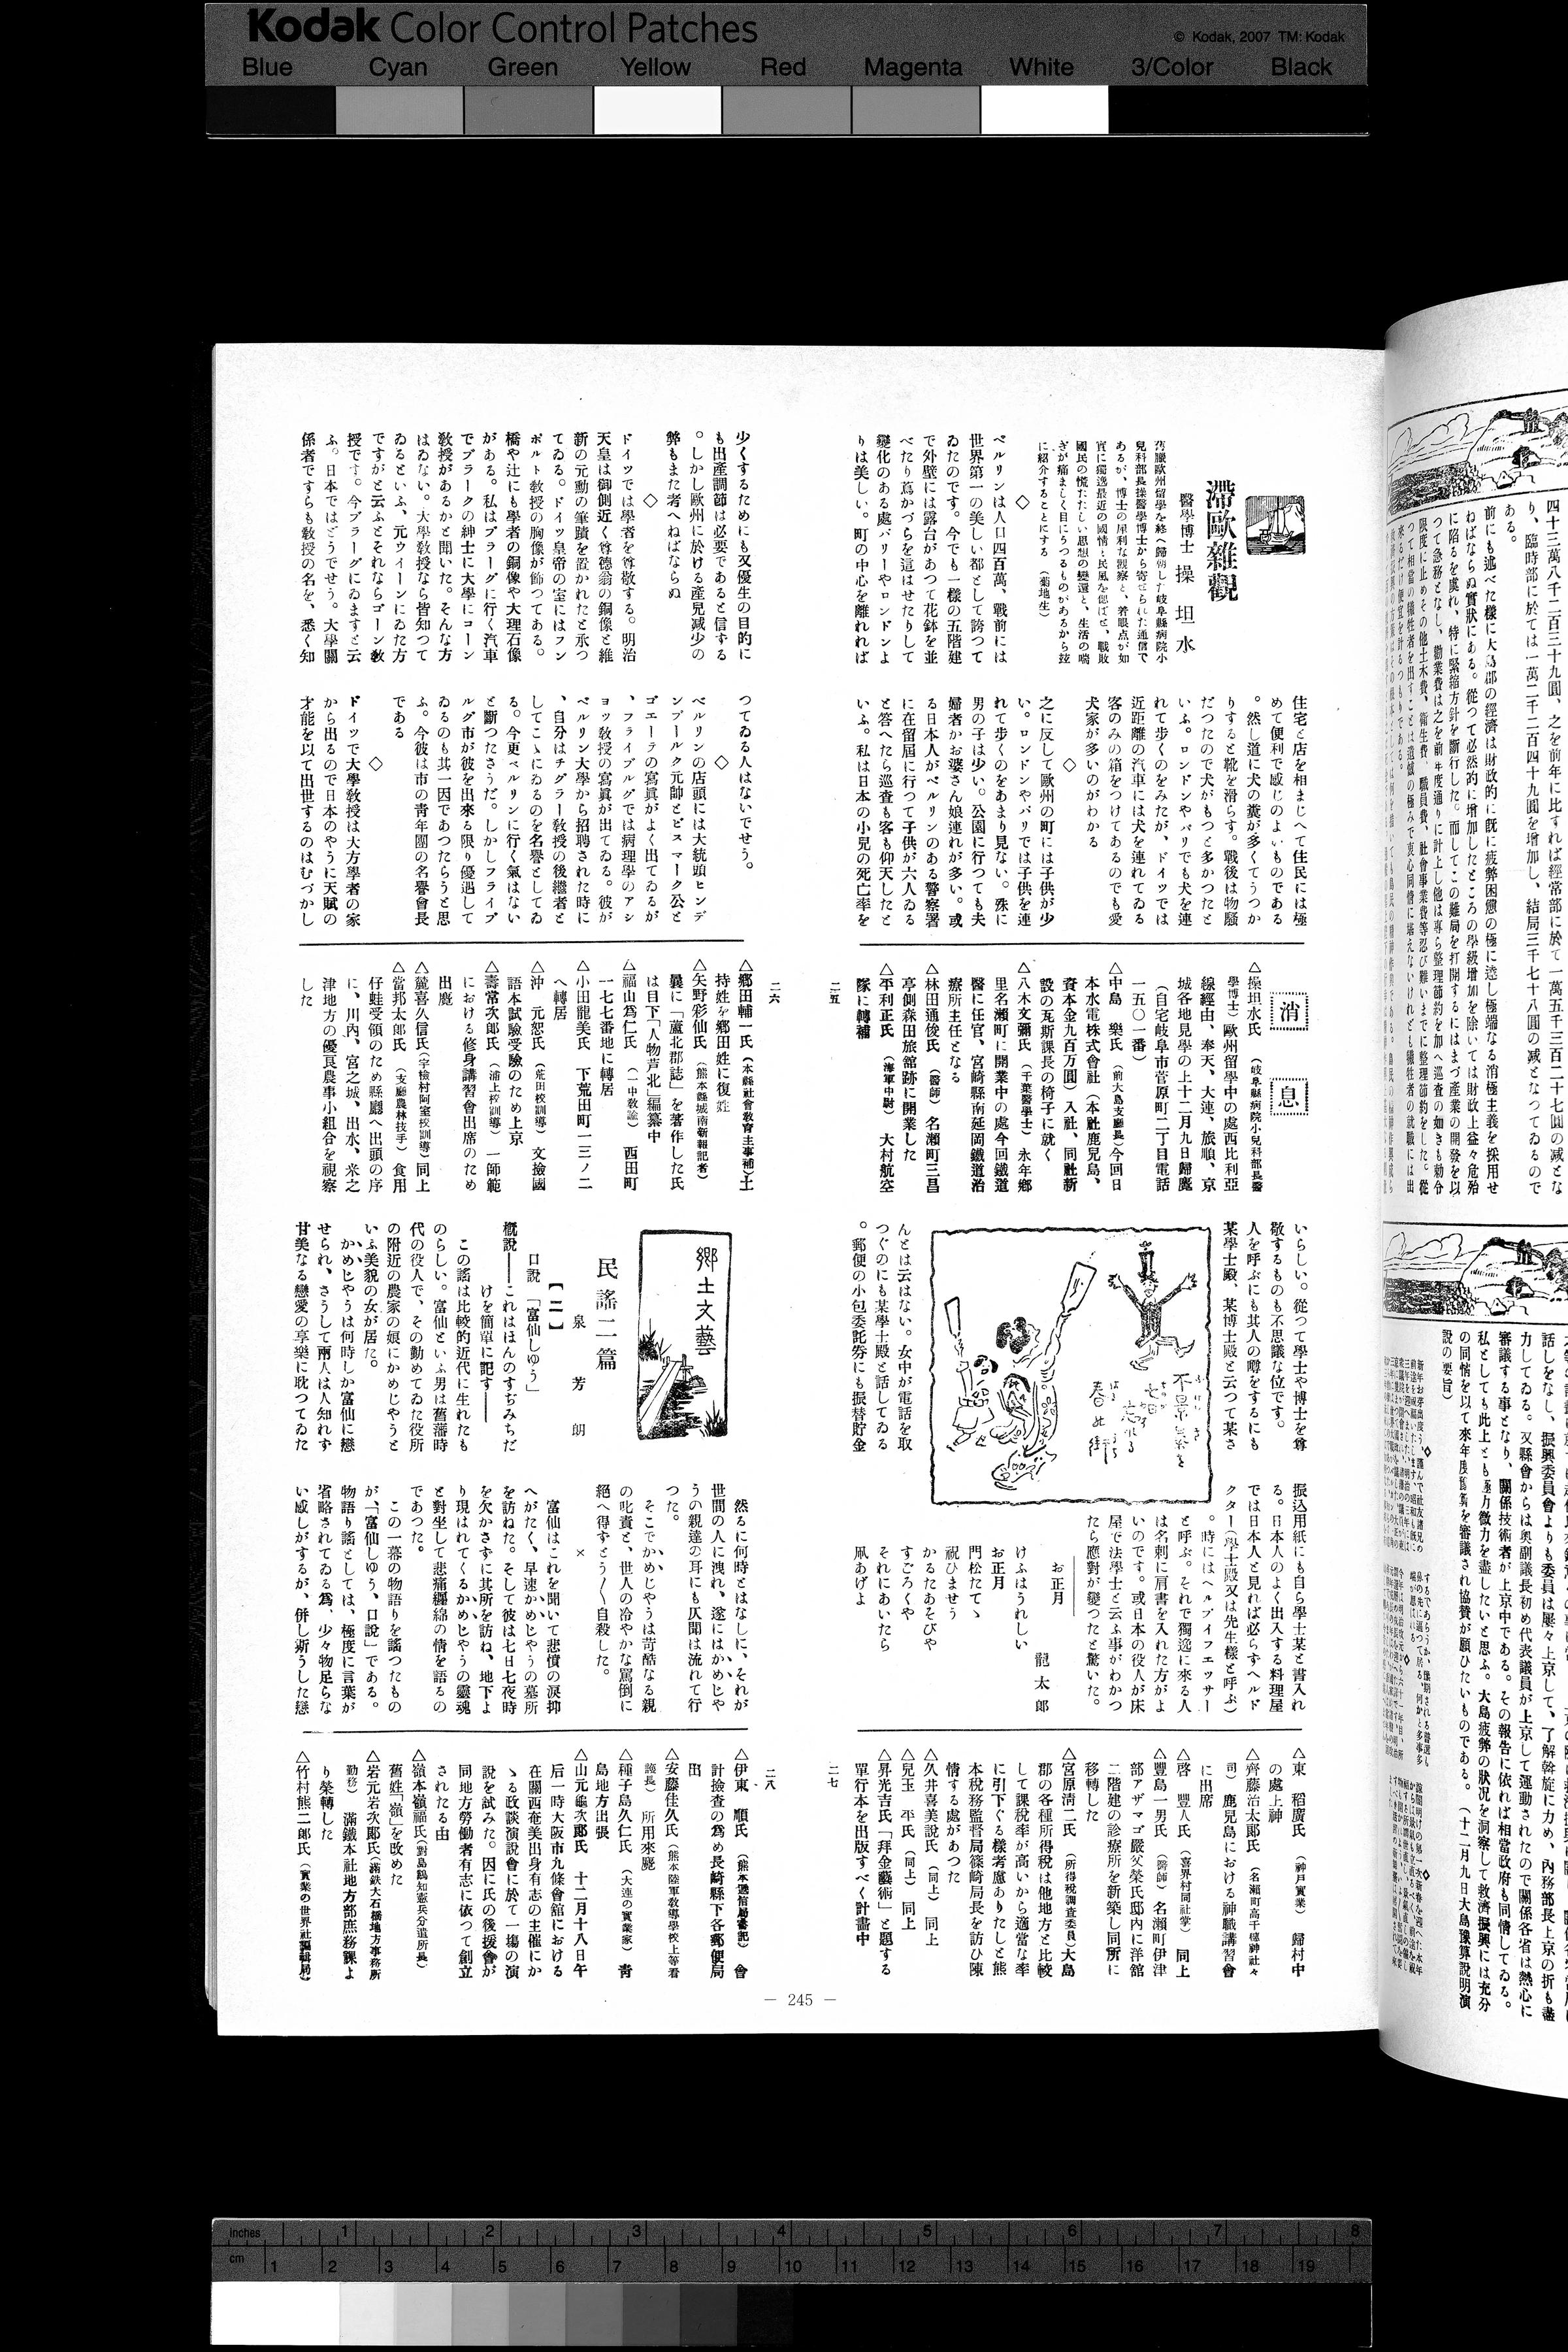 Kodak Color Control Patches
© Kodak, 2007 TM: Kodak
Blue Cyan Green Yellow Red Magenta White 3/Color Black
滯歐雜觀
醫學博士 操 坦水
舊臘歐州留學を終へ歸朝した岐阜縣病院小
兒科部長操醫學博士から寄せられた通信で
あるが、博士の犀利な觀察と、着眼点が如
實に獨逸最近の國情と民風を偲ばせ、戰敗
國民の慌たたしい思想の變還と、生活の喘
ぎが痛ましく目にうつるものがあるから玆
に紹介することにする (菊地生)
◇
ベルリンは人口四百萬、戰前には
世界第一の美しい都として誇つて
ゐたのです。今でも一樣の五階建
で外壁には露台があつて花鉢を並
べたり蔦かづらを這はせたりして
變化のある處パリーやロンドンよ
りは美しい。町の中心を離れれば
住宅と店を相まじへて住民には極
めて便利で感じのよいものである
。然し道に犬の糞が多くてうつか
りすると靴を滑らす。戰後は物騷
だつたので犬がもつと多かつたと
いふ。ロンドンやパリでも犬を連
れて歩くのをみたが、ドイツでは
近距離の汽車には犬を連れてゐる
客のみの箱をつけてあるのでも愛
犬家が多いのがわかる
◇
之に反して歐州の町には子供が少
い。ロンドンやパリでは子供を連
れて歩くのをあまり見ない。殊に
男の子は少い。公園に行つても夫
婦者かお婆さん娘連れが多い。或
る日本人がベルリンのある警察署
に在留屆に行つて子供が六人ゐる
と答へたら巡査も客も仰天したと
いふ。私は日本の小兒の死亡率を
消息
△操坦水氏 (岐阜縣病院小兒科部長醫
學博士) 歐州留學中の處西比利亞
線經由、奉天、大連、旅順、京
城各地見學の上十二月九日歸麑
(自宅岐阜市菅原町二丁目電話
一五〇一番)
△中島 樂氏 (前大島支廳長)今回日
本水電株式會社(本社鹿兒島、
資本金九百万圓)入社、同社新
設の瓦斯課長の椅子に就く
△八木文彌氏 (千葉醫學士) 永年鄕
里名瀬町に開業中の處今回鐵道
醫に任官、宮崎縣南延岡鐵道治
療所主任となる
△林田通俊氏 (醫師) 名瀬町三昌
亭側森田旅舘跡に開業した
△平利正氏 (海軍中尉) 大村航空
隊に轉補
二五
少くするためにも又優生の目的に
も出產調節は必要であると信する
。しかし歐州に於ける產見减少の
弊もまた考へねばならぬ
◇
ドイツでは學者を尊敬する。明治
天皇は御側近く尊德翁の銅像と維
新の元勳の筆蹟を置かれたと承つ
てゐる。ドイツ皇帝の室にはフン
ボルト敎授の胸像が飾つてある。
橋や辻にも學者の銅像や大理石像
がある。私はプラーグに行く汽車
でプラークの紳士に大學にコーン
敎授があるかと聞いた。そんな方
はゐない。大學敎授なら皆知つて
ゐるといふ、元ウィーンにゐた方
ですがと云ふとそれならゴーン敎
授です。今プラーグにゐますと云
ふ。日本ではどうでせう。大學關
係者ですらも敎授の名を、悉く知
つてゐる人はないでせう。
◇
ベルリンの店頭には大統頭ヒンデ
ンブールク元帥とビスマーク公と
ゴエーラの寫眞がよく出てゐるが
、フライブルグでは病理學のアシ
ヨッ敎授の寫眞が出てゐる。彼が
ベルリン大學から招聘された時に
、自分はチグラー敎授の後繼者と
してこゝにゐるのを名譽としてゐ
る。今更ベルリンに行く氣はない
と斷つたさうだ。しかしフライブ
ルグ市が彼を出來る限り優遇して
ゐるのも其一因であつたらうと思
ふ。今彼は市の靑年團の名譽會長
である
◇
ドイツで大學敎授は大方學者の家
から出るので日本のやうに天賦の
才能を以て出世するのはむづかし
△鄕田輔一氏 (本縣社會敎育主事補)土
持姓を鄕田姓に復姓
△矢野彩仙氏 (熊本縣城南新報記者)
曩に「蘆北郡誌」を著作した氏
は目下「人物芦北」編纂中
△福山爲仁氏 (一中敎諭) 西田町
一七七番地に轉居
△小田龍美氏 下荒田町一三ノ二
へ轉居
△沖 元恕氏 (荒田校訓導) 文撿國
語本試驗受驗のため上京
△壽常次郎氏 (浦上校訓導) 一師範
における修身講習會出席のため
出麑
△蘢喜久信氏(宇檢村阿室校訓導)同上
△當邦太郎氏 (支廳農林技手) 食用
仔蛙受領のため縣廳へ出頭の序
に、川內、宮之城、出水、米之
津地方の優良農事小組合を視察
した
二六
いらしい。從つて學士や博士を尊
敬するものも不思議な位です。
人を呼ぶにも其人の噂をするにも
某學士殿、某博士殿と云つて某さ
んとは云はない。女中が電話を取
つぐのにも某學士殿と話してゐる
。郵便の小包委託劵にも振替貯金
不景氣を
忘れる
春の街
振込用紙にも自ら學士某と書入れ
る。日本人のよく出入する料理屋
では日本人と見れば必らすヘルド
クター(學士殿又は先生樣と呼ぶ)
。時にはヘルプイフエッサー
と呼ぶ。それで獨逸に來る人
は名刺に肩書を入れた方がよ
いのです。或日本の役人が床
屋で法學士と云ふ事がわかつ
たら應對が變つたと驚いた。
お正月
龍太郎
けふはうれしい
お正月
門松たてゝ
祝ひませう
かるたあそびや
すごろくや
それにあいたら
凧あげよ
△東 稻廣氏 (神戸實業) 歸村中
の處上神
△齊藤治太郎氏 (名瀬町高千穗神社々
司) 鹿兒島における神職講習會
に出席
△啓 豐人氏 (喜界村同社掌) 同上
△豐島一男氏 (醫師) 名瀬町伊津
部アザマゴ嚴父榮氏邸內に洋舘
二階建の診療所を新築し同所に
移轉した
△宮原淸二氏 (所得稅調査委員)大島
郡の各種所得稅は他地方と比較
して課稅率が高いから適當な率
に引下ぐる樣考慮ありたしと熊
本稅務監督局篠崎局長を訪ひ陳
情する處があつた
△久井喜美說氏 (同上) 同上
△兒玉 平氏 (同上) 同上
△昇光吉氏「拜金藝術」と題する
單行本を出版すべく計畫中
二七
鄕土文藝
民謠二篇
泉 芳朗
【二】
口說「富仙しゆう」
槪說――これはほんのすぢみちだ
けを簡單に記す――
この謠は比較的近代に生れたも
のらしい。富仙といふ男は舊藩時
代の役人で、その勤めてゐた役所
の附近の農家の娘にかめじやうと
いふ美貌の女が居た。
かめじやうは何時しか富仙に戀
せられ、さうして兩人は人知れず
甘美なる戀愛の享樂に耽つてゐた
然るに何時とはなしに、それが
世間の人に洩れ、遂にはかめじや
うの親達の耳にも仄聞は流れて行
つた。
そこでかめじやうは苛酷なる親
の叱責と、世人の冷やかな罵倒に
絕へ得すとう〳〵自殺した。
×
富仙はこれを聞いて悲憤の淚抑
へがたく、早速かめじやうの墓所
を訪ねた。そして彼は七日七夜時
を欠かさずに其所を訪ね、地下よ
り現はれてくるかめじやうの靈魂
と對坐して悲痛纒綿の情を語るの
であつた。
この一幕の物語りを謠つたもの
が「富仙しゆう、口說」である。
物語り謠としては、極度に言葉が
省略されてゐる爲、少々物足らな
い感しがするが、併し斯うした戀
△伊東 順氏 (熊本遞信局書記) 會
計撿查の爲め長崎縣下各郵便局
出
△安藤佳久氏 (熊本陸軍敎導學校上等看
護長) 所用來麑
△種子島久仁氏 (大連の實業家) 靑
島地方出張
△山元龜次郎氏 十二月十八日午
后一時大阪市九條會舘における
在關西奄美出身有志の主催にか
ゝる政談演說會に於て一塲の演
說を試みた。因に氏の後援會が
同地方勞働者有志に依つて創立
されたる由
△嶺本嶺福氏(對島鷄知憲兵分遣所長)
舊姓「嶺」を改めた
△岩元岩次郎氏(滿鉄大石橋地方事務所
勤務) 滿鐵本社地方部庶務課よ
り榮轉した
△竹村熊二郎氏 (實業の世界社編輯局)
二八
— 245 —
四十三萬八千二百三十九圓、之を前年に比すれば經常部に於て一萬五千三百二十七圓の减とな
り、臨時部に於ては一萬二千二百四十九圓を增加し、結局三千七十八圓の减となつてゐるので
ある。
前にも述べた樣に大島郡の經濟は財政的に既に疲弊困憊の極に達し極端なる消極主義を採用せ
ねばならぬ實狀にある。從つて必然的に增加したところの學級增加を除いては財政上益々危殆
に陷るを虞れ、特に緊縮方針を斷行した。而してこの難局を打開するにはまづ產業の開發を以
つて急務となし、勸業費は之を前年度通りに計上し他は專ら整理節約を加へ巡查の如きも勅令
限度に止めその他土木費、衞生費、職員費、社會事業費等忍び難いまでに整理節約をした。從
つて相當の犧牲者を出すことは遺憾の極みで衷心同情に堪えないけれども犧牲者の就職には出
力してゐる。又縣會からは奧副議長初め代表議員が上京して運動されたので關係各省は熱心に
審議する事となり、關係技術者が上京中である。その報告に依れば相當政府も同情してゐる。
私としても此上とも極力微力を盡したいと思ふ。大島疲弊の狀況を洞察して救濟振興には充分
の同情を以て來年度豫算を審議され協贊が願ひたいものである。(十二月九日大島豫算說明演
說の要旨)
inches 1 2 3 4 5 6 7 8
cm 1 2 3 4 5 6 7 8 9 10 11 12 13 14 15 16 17 18 19